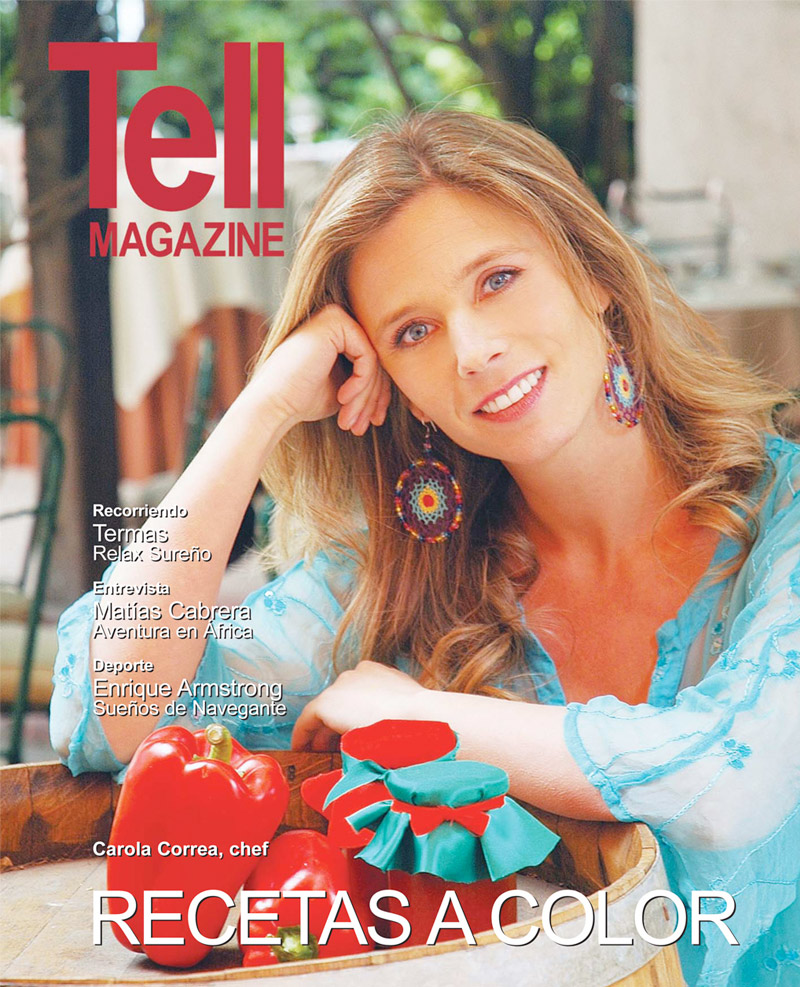 Tell
MAGAZINE
Recorriendo
Termas
Relax Sureño
Entrevista
Matías Cabrera
Aventura en África
Deporte
Enrique Armstrong
Sueños de Navegante
Carola Correa, chef
RECETAS A COLOR